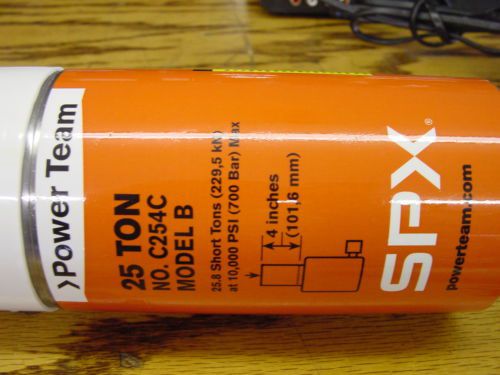 >Power Team
25 TON
NO. C254C
MODEL B
25.8 Short Tons (229,5 kN)
at 10,000 PSI (700 Bar) Max
4 inches
(101,6 mm)
SPX®
powerteam.com